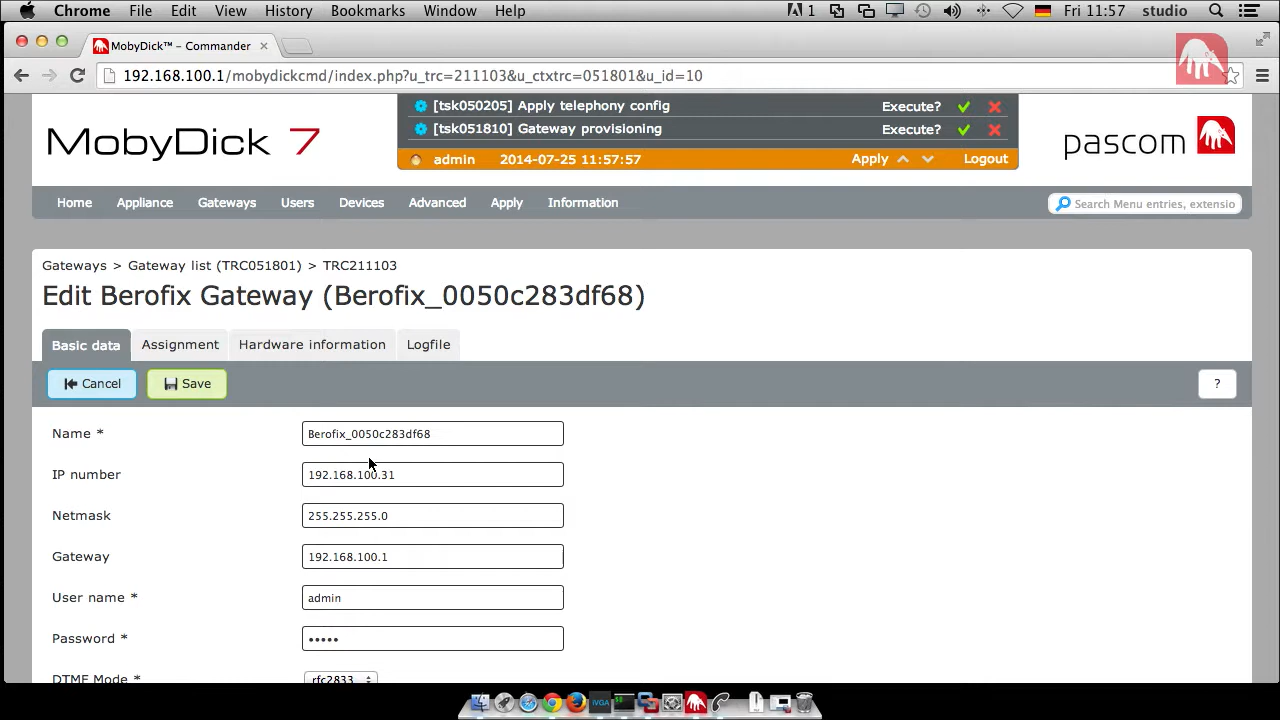 Chrome File Edit View History Bookmarks Window Help 1 Fri 11:57 studio
MobyDick™ – Commander
192.168.100.1/mobydickcmd/index.php?u_trc=211103&u_ctxtrc=051801&u_id=10
[tsk050205] Apply telephony config Execute?
[tsk051810] Gateway provisioning Execute?
admin 2014-07-25 11:57:57 Apply Logout
MobyDick 7
pascom
Home Appliance Gateways Users Devices Advanced Apply Information Search Menu entries, extensio
Gateways > Gateway list (TRC051801) > TRC211103
Edit Berofix Gateway (Berofix_0050c283df68)
Basic data Assignment Hardware information Logfile
Cancel Save ?
Name * Berofix_0050c283df68
IP number 192.168.100.31
Netmask 255.255.255.0
Gateway 192.168.100.1
User name * admin
Password * •••••
DTMF Mode * rfc2833
IVGA